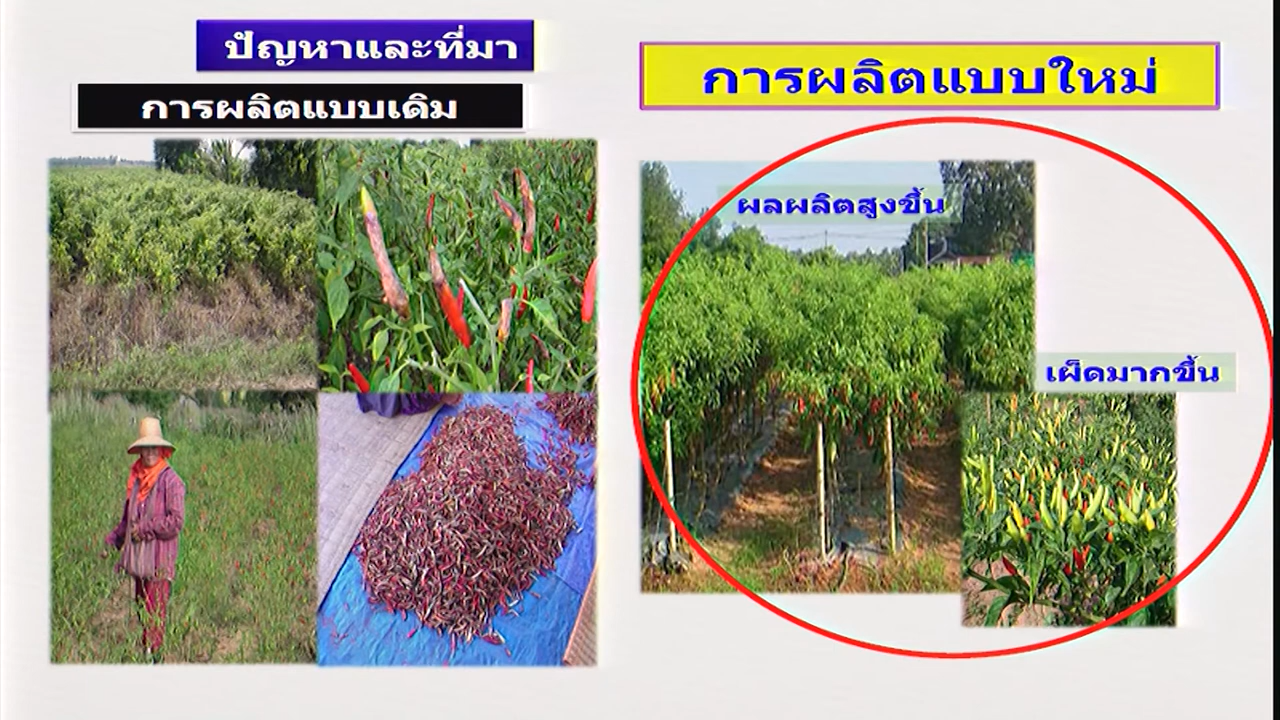 ปัญหาและที่มา
การผลิตแบบเดิม
การผลิตแบบใหม่
ผลผลิตสูงขึ้น
เผ็ดมากขึ้น